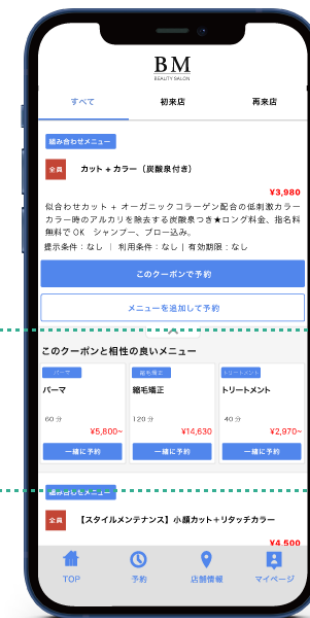 BM
BEAUTY SALON
すべて 初来店 再来店
組み合わせメニュー
全員 カット + カラー（炭酸泉付き）
¥3,980
似合わせカット + オーガニックコラーゲン配合の低刺激カラー
カラー時のアルカリを除去する炭酸泉つき★ロング料金、指名料
無料で OK シャンプー、ブロー込み。
提示条件：なし | 利用条件：なし | 有効期限：なし
このクーポンで予約
メニューを追加して予約
このクーポンと相性の良いメニュー
パーマ 縮毛矯正 トリートメント
パーマ 縮毛矯正 トリートメント
60 分 120 分 40 分
¥5,800~ ¥14,630 ¥2,970~
一緒に予約 一緒に予約 一緒に予約
組み合わせメニュー
全員 【スタイルメンテナンス】小顔カット+リタッチカラー
¥4,500
TOP 予約 店舗情報 マイページ